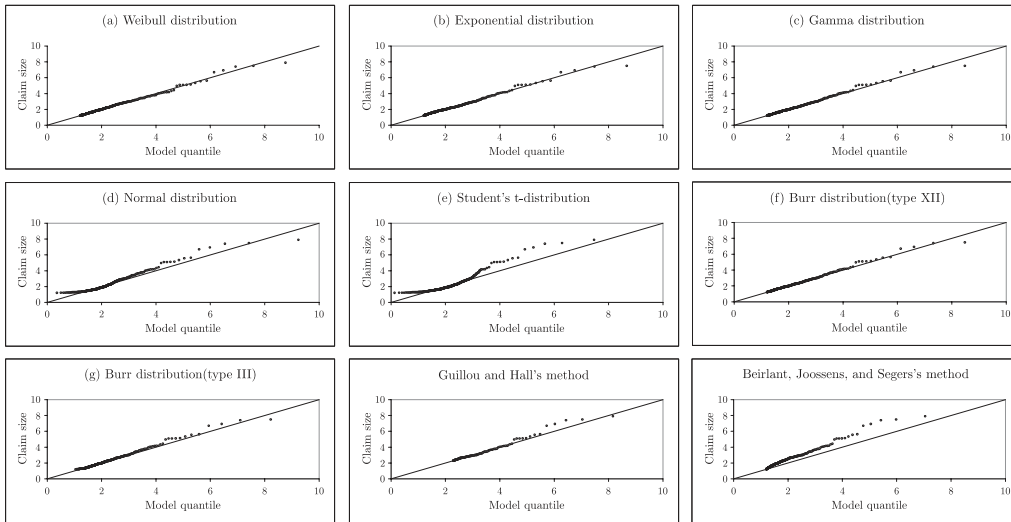 (a) Weibull distribution
Claim size
10
8
6
4
2
0
0 2 4 6 8 10
Model quantile
(b) Exponential distribution
Claim size
10
8
6
4
2
0
0 2 4 6 8 10
Model quantile
(c) Gamma distribution
Claim size
10
8
6
4
2
0
0 2 4 6 8 10
Model quantile
(d) Normal distribution
Claim size
10
8
6
4
2
0
0 2 4 6 8 10
Model quantile
(e) Student's t-distribution
Claim size
10
8
6
4
2
0
0 2 4 6 8 10
Model quantile
(f) Burr distribution(type XII)
Claim size
10
8
6
4
2
0
0 2 4 6 8 10
Model quantile
(g) Burr distribution(type III)
Claim size
10
8
6
4
2
0
0 2 4 6 8 10
Model quantile
Guillou and Hall's method
Claim size
10
8
6
4
2
0
0 2 4 6 8 10
Model quantile
Beirlant, Joossens, and Segers's method
Claim size
10
8
6
4
2
0
0 2 4 6 8 10
Model quantile